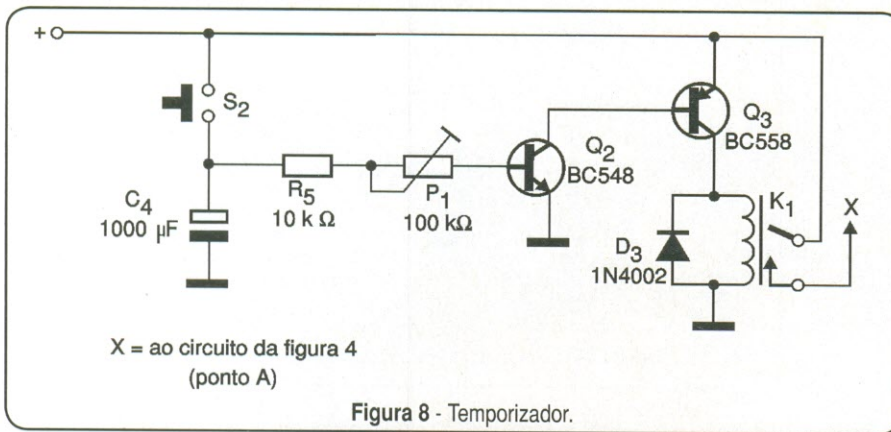 +
S2
Q3
BC558
Q2
BC548
R5
10 k Ω
P1
100 kΩ
C4
1000 µF
K1
X
D3
1N4002
X = ao circuito da figura 4
(ponto A)
Figura 8 - Temporizador.